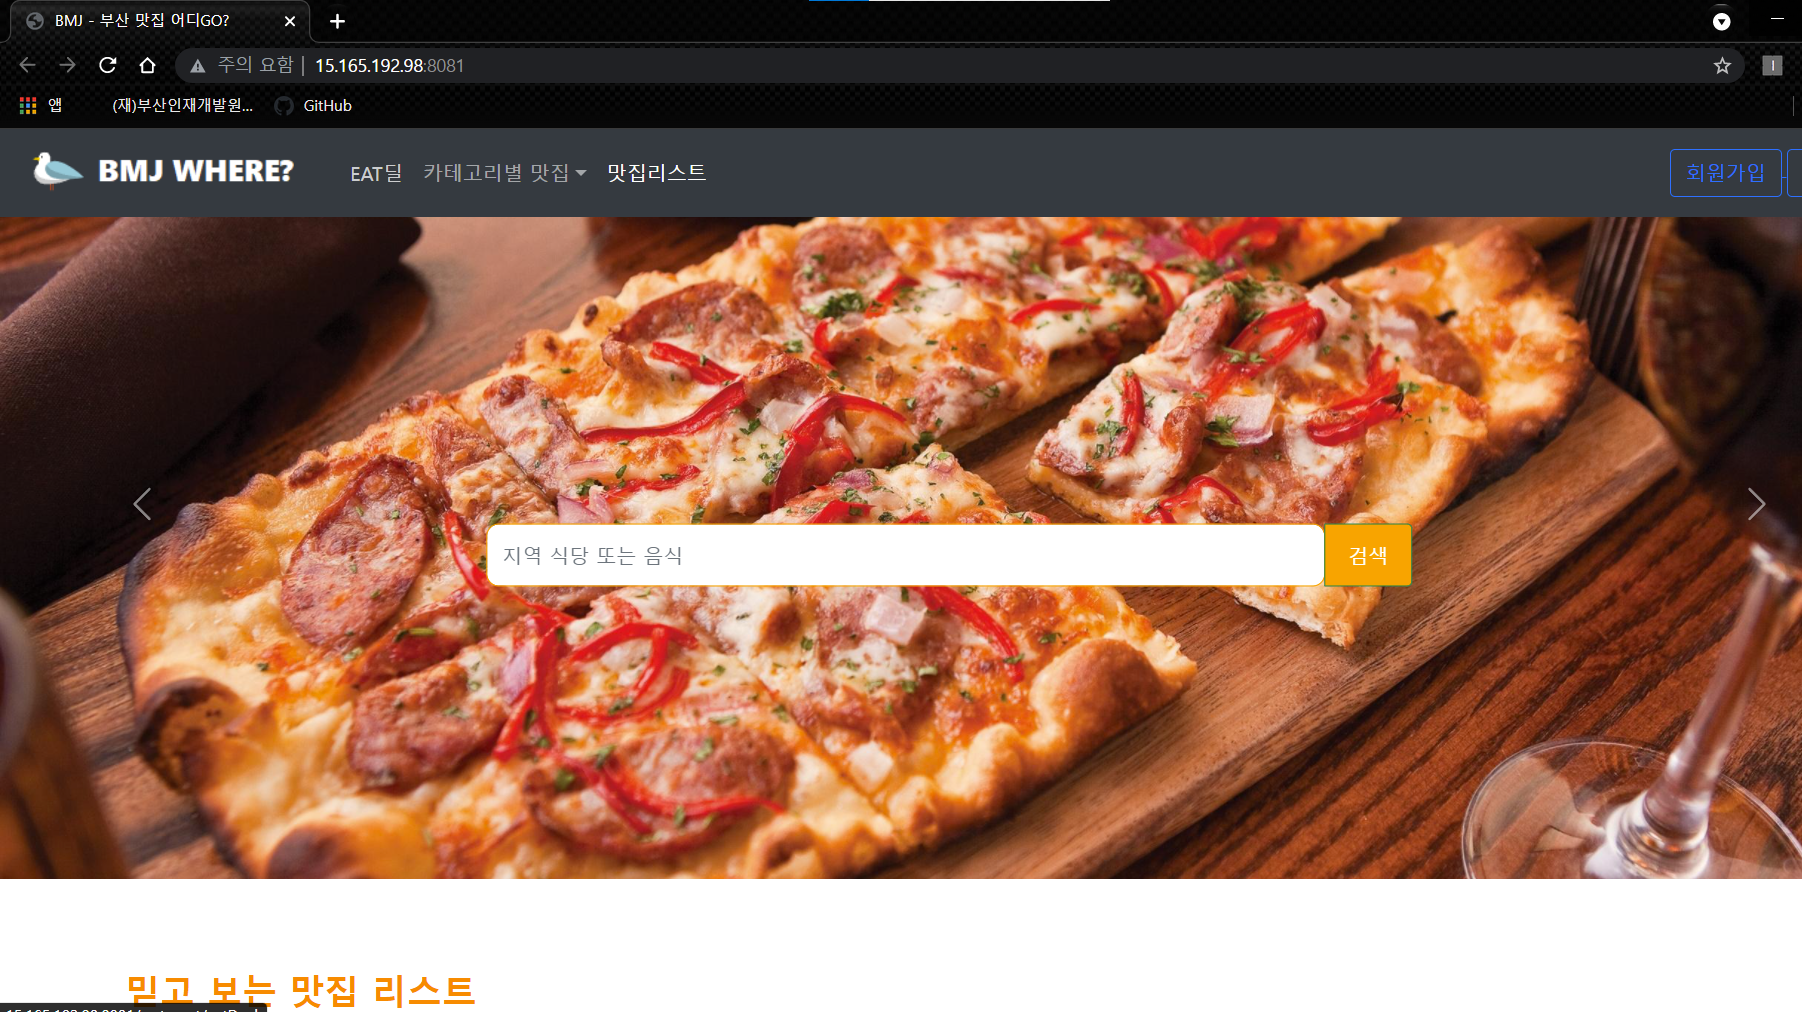 BMJ - 부산 맛집 어디GO?
주의 요함 | 15.165.192.98:8081
앱 (재)부산인재개발원... GitHub
BMJ WHERE? EAT딜 카테고리별 맛집 맛집리스트 회원가입
지역 식당 또는 음식 검색
믿고 보는 맛집 리스트